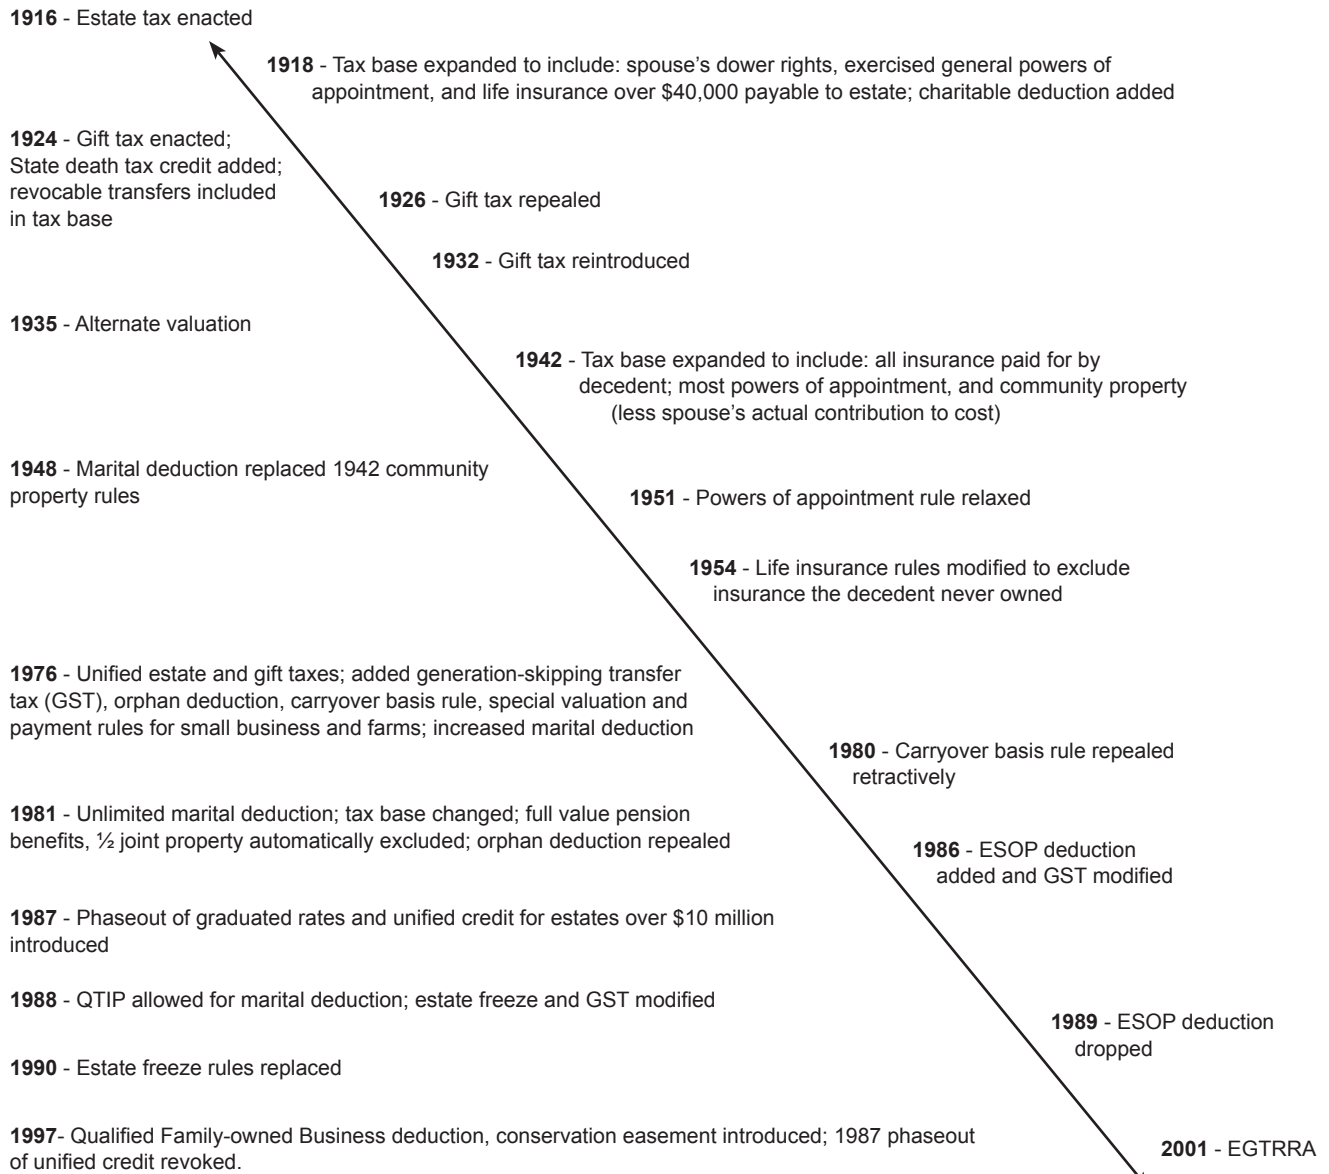 1916 - Estate tax enacted
1918 - Tax base expanded to include: spouse's dower rights, exercised general powers of
appointment, and life insurance over $40,000 payable to estate; charitable deduction added
1924 - Gift tax enacted;
State death tax credit added;
revocable transfers included
in tax base
1926 - Gift tax repealed
1932 - Gift tax reintroduced
1935 - Alternate valuation
1942 - Tax base expanded to include: all insurance paid for by
decedent; most powers of appointment, and community property
(less spouse's actual contribution to cost)
1948 - Marital deduction replaced 1942 community
property rules
1951 - Powers of appointment rule relaxed
1954 - Life insurance rules modified to exclude
insurance the decedent never owned
1976 - Unified estate and gift taxes; added generation-skipping transfer
tax (GST), orphan deduction, carryover basis rule, special valuation and
payment rules for small business and farms; increased marital deduction
1980 - Carryover basis rule repealed
retractively
1981 - Unlimited marital deduction; tax base changed; full value pension
benefits, ½ joint property automatically excluded; orphan deduction repealed
1986 - ESOP deduction
added and GST modified
1987 - Phaseout of graduated rates and unified credit for estates over $10 million
introduced
1988 - QTIP allowed for marital deduction; estate freeze and GST modified
1989 - ESOP deduction
dropped
1990 - Estate freeze rules replaced
1997- Qualified Family-owned Business deduction, conservation easement introduced; 1987 phaseout
of unified credit revoked.
2001 - EGTRRA